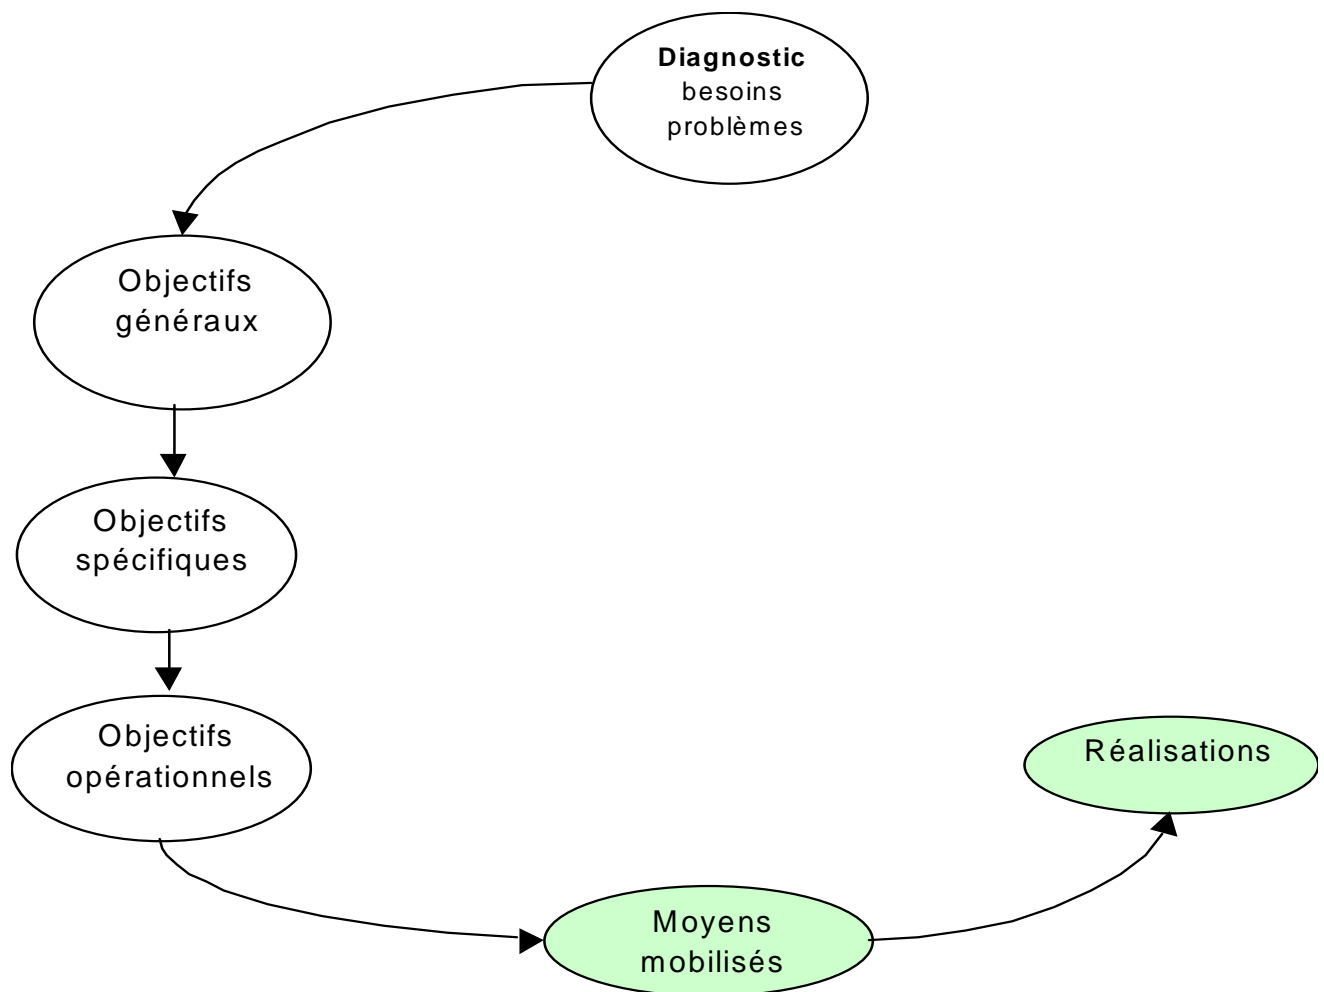 Diagnostic
besoins
problèmes
Objectifs
généraux
Objectifs
spécifiques
Objectifs
opérationnels
Réalisations
Moyens
mobilisés